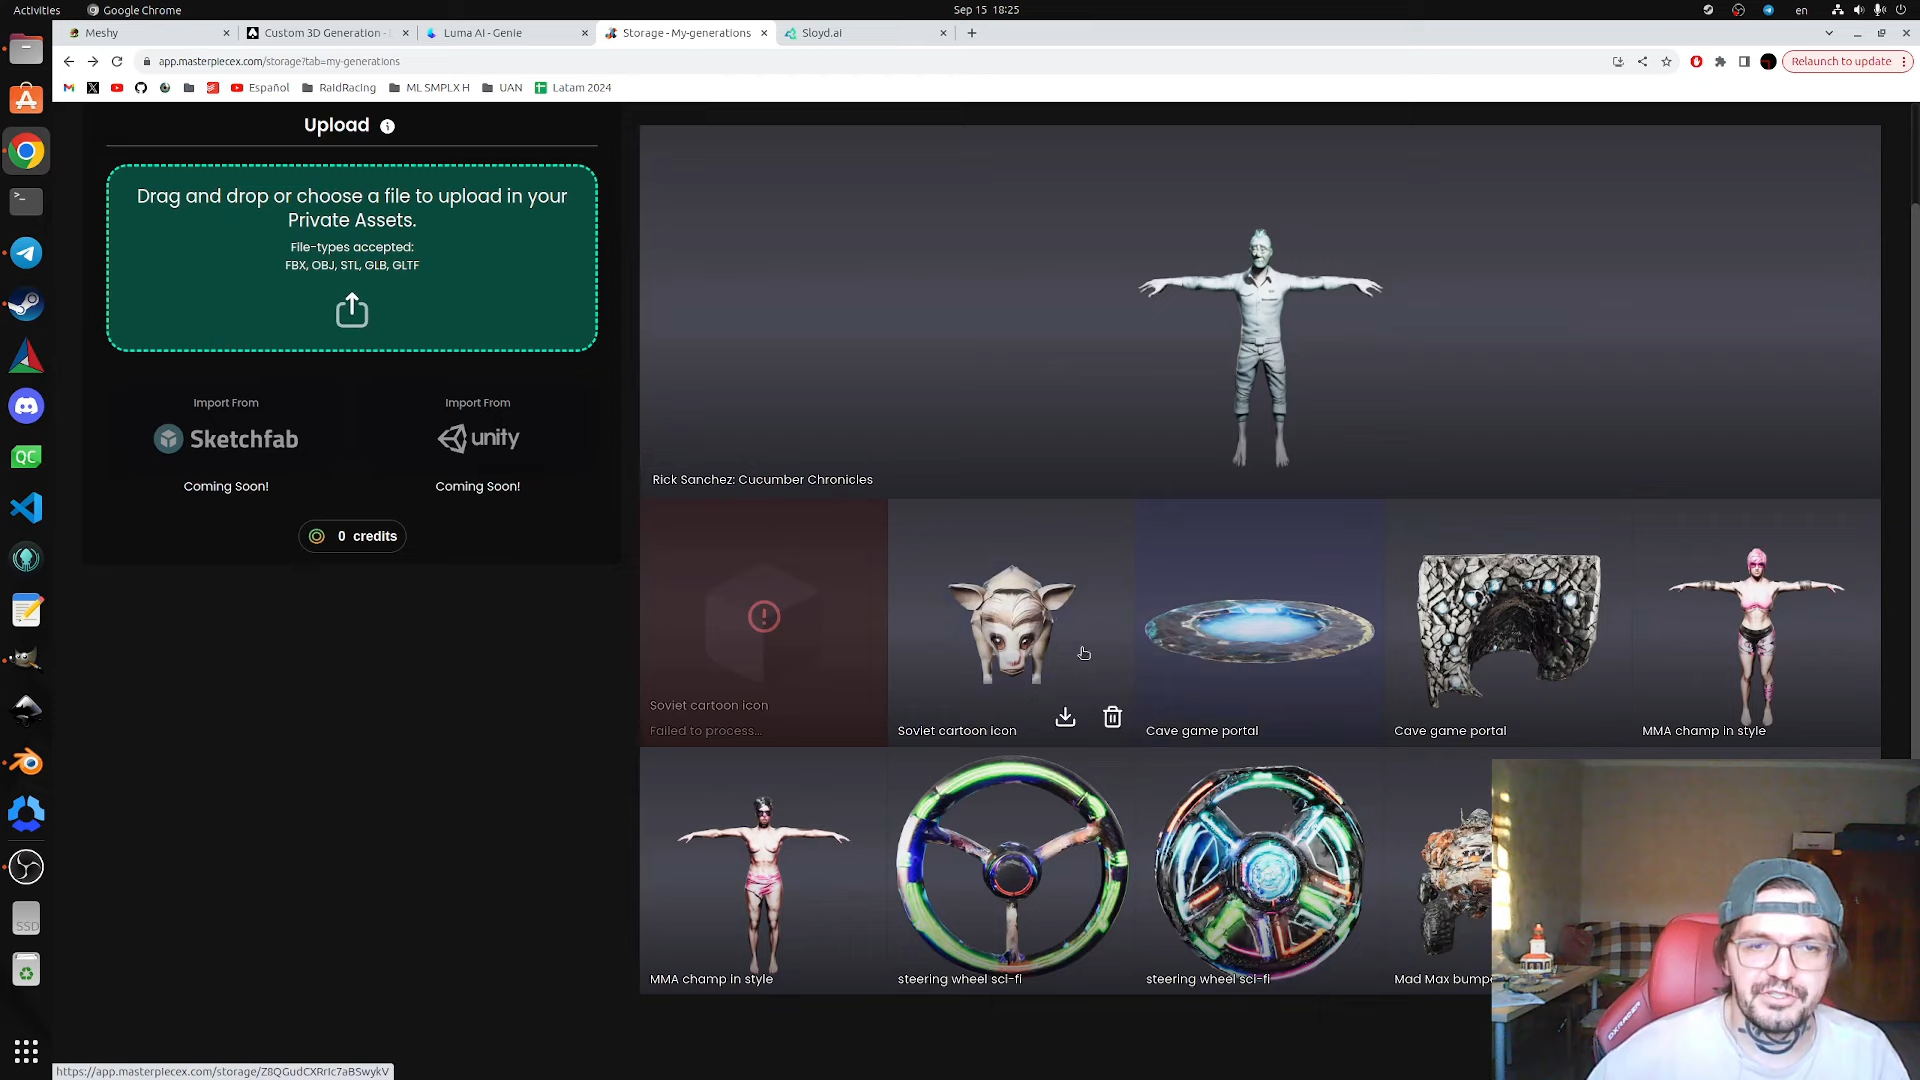 Activities
Google Chrome
Sep 15 18:25
en
Meshy
Custom 3D Generation -
Luma AI - Genie
Storage - My-generations
Sloyd.ai
app.masterpiecex.com/storage?tab=my-generations
Relaunch to update
Español
RaidRacing
ML SMPLX H
UAN
Latam 2024
Upload
Drag and drop or choose a file to upload in your
Private Assets.
File-types accepted:
FBX, OBJ, STL, GLB, GLTF
Import From
Sketchfab
Coming Soon!
Import From
unity
Coming Soon!
0 credits
Rick Sanchez: Cucumber Chronicles
Soviet cartoon icon
Failed to process...
Soviet cartoon icon
Cave game portal
Cave game portal
MMA champ in style
MMA champ in style
steering wheel sci-fi
steering wheel sci-fi
Mad Max bump
QC
SSD
https://app.masterpiecex.com/storage/Z8QGudCXRrIc7aBSwykV